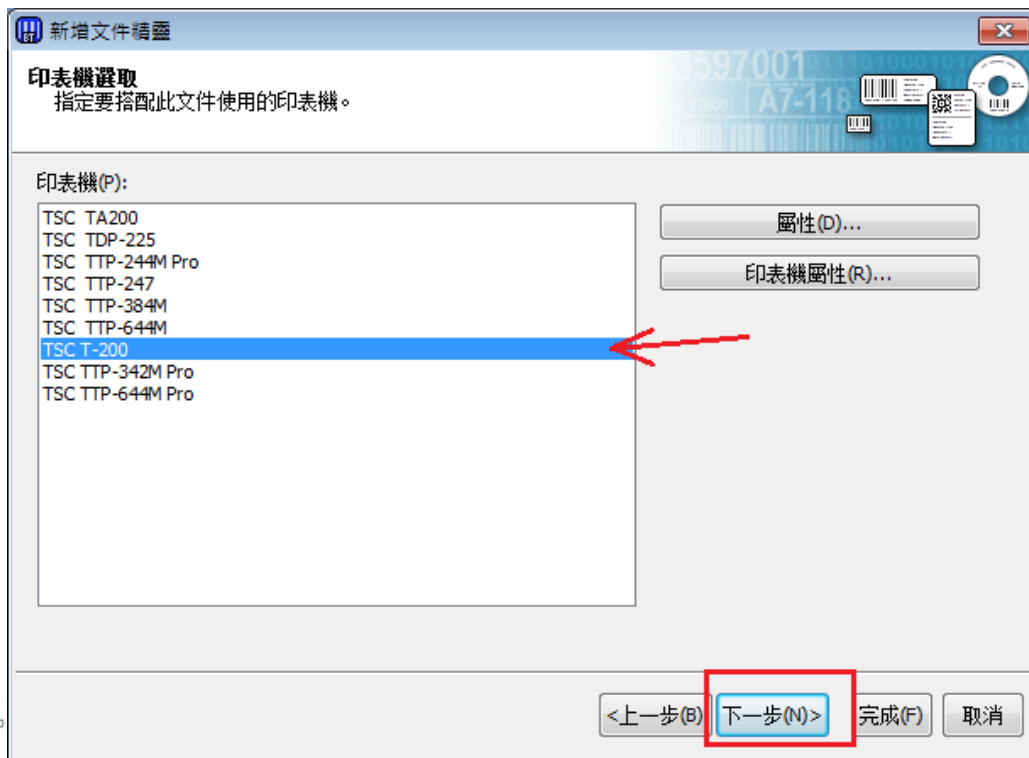 新增文件精靈
印表機選取
指定要搭配此文件使用的印表機。
3597001
A7-118
印表機(P):
TSC TA200
TSC TDP-225
TSC TTP-244M Pro
TSC TTP-247
TSC TTP-384M
TSC TTP-644M
TSC T-200
TSC TTP-342M Pro
TSC TTP-644M Pro
屬性(D)...
印表機屬性(R)...
<上一步(B)
下一步(N)>
完成(F)
取消